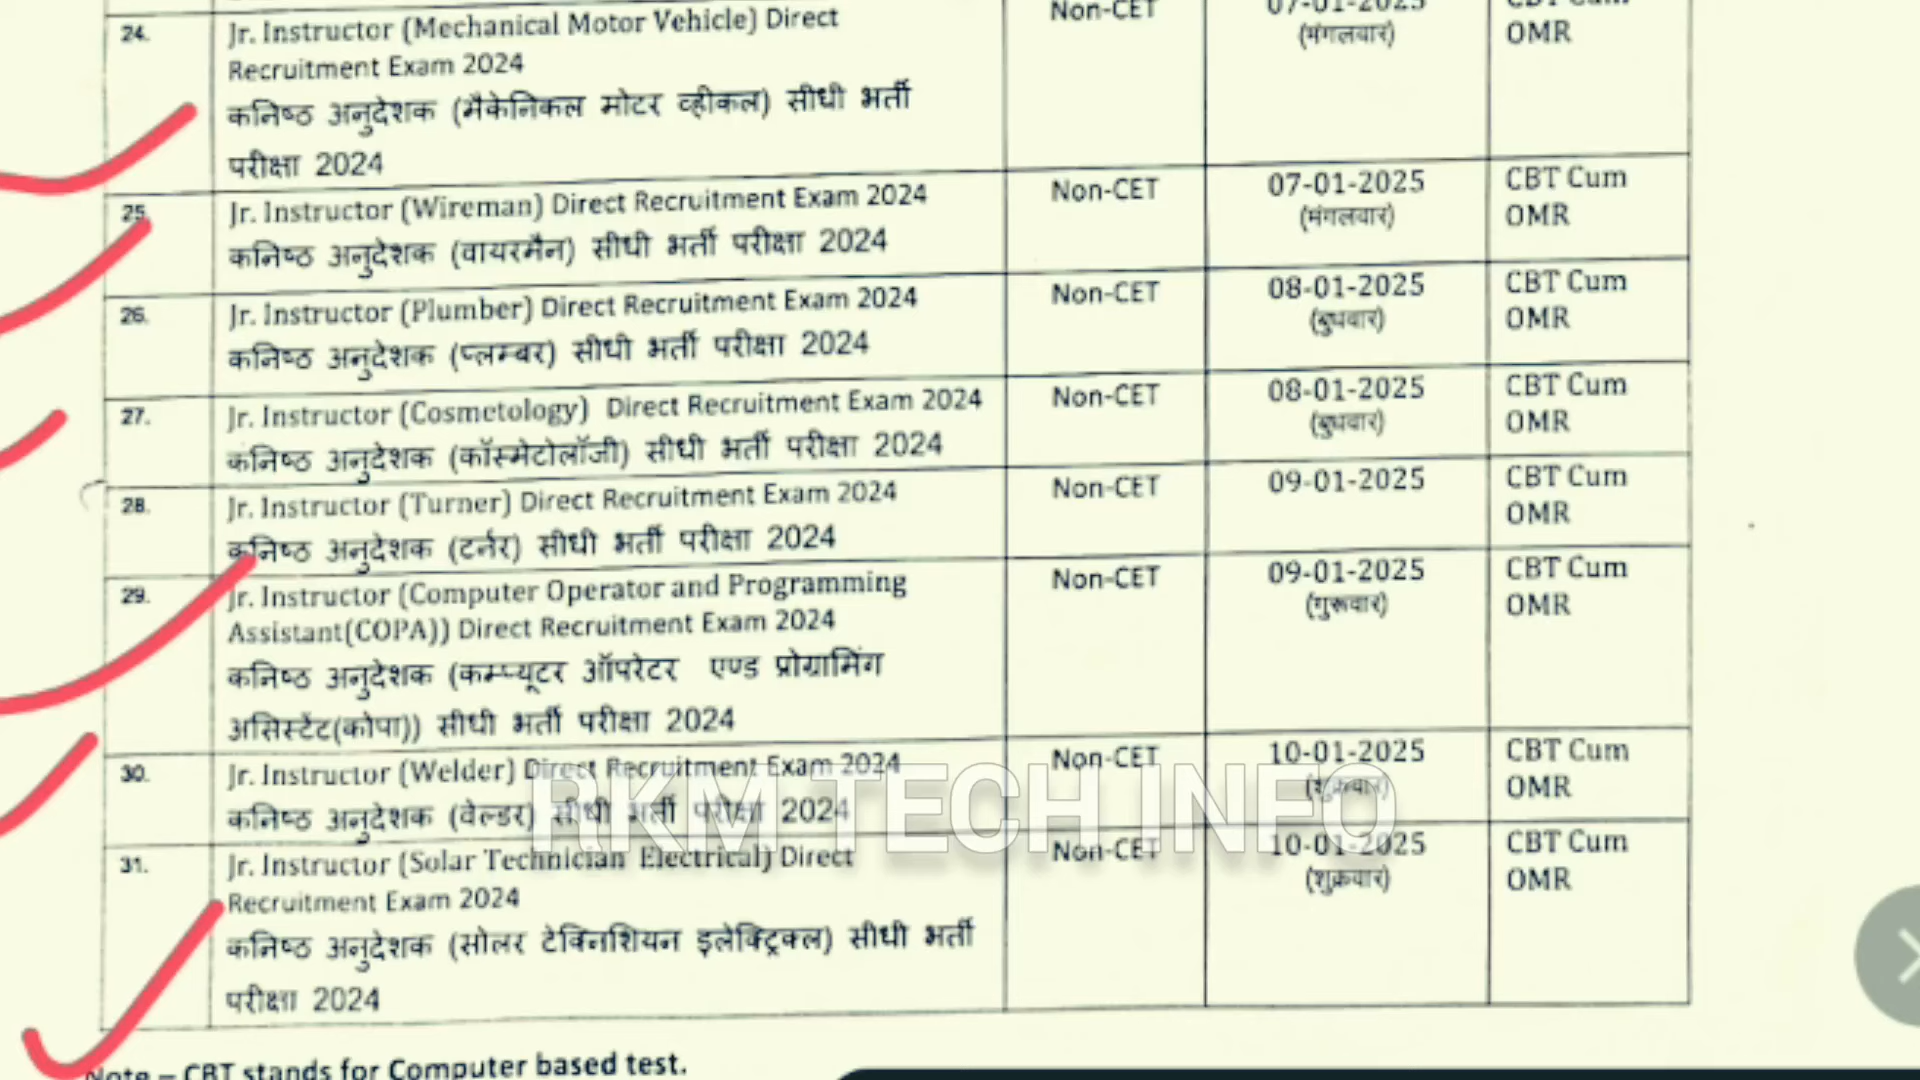 24. Jr. Instructor (Mechanical Motor Vehicle) Direct Non-CET 07-01-2025 CBT Cum
Recruitment Exam 2024 (मंगलवार) OMR
कनिष्ठ अनुदेशक (मैकेनिकल मोटर व्हीकल) सीधी भर्ती
परीक्षा 2024
25. Jr. Instructor (Wireman) Direct Recruitment Exam 2024 Non-CET 07-01-2025 CBT Cum
कनिष्ठ अनुदेशक (वायरमैन) सीधी भर्ती परीक्षा 2024 (मंगलवार) OMR
26. Jr. Instructor (Plumber) Direct Recruitment Exam 2024 Non-CET 08-01-2025 CBT Cum
कनिष्ठ अनुदेशक (प्लम्बर) सीधी भर्ती परीक्षा 2024 (बुधवार) OMR
27. Jr. Instructor (Cosmetology) Direct Recruitment Exam 2024 Non-CET 08-01-2025 CBT Cum
कनिष्ठ अनुदेशक (कॉस्मेटोलॉजी) सीधी भर्ती परीक्षा 2024 (बुधवार) OMR
28. Jr. Instructor (Turner) Direct Recruitment Exam 2024 Non-CET 09-01-2025 CBT Cum
कनिष्ठ अनुदेशक (टर्नर) सीधी भर्ती परीक्षा 2024 OMR
29. Jr. Instructor (Computer Operator and Programming Non-CET 09-01-2025 CBT Cum
Assistant(COPA)) Direct Recruitment Exam 2024 (गुरूवार) OMR
कनिष्ठ अनुदेशक (कम्प्यूटर ऑपरेटर एण्ड प्रोग्रामिंग
असिस्टेंट(कोपा)) सीधी भर्ती परीक्षा 2024
30. Jr. Instructor (Welder) Direct Recruitment Exam 2024 Non-CET 10-01-2025 CBT Cum
कनिष्ठ अनुदेशक (वेल्डर) सीधी भर्ती परीक्षा 2024 (शुक्रवार) OMR
RKM TECH INFO
31. Jr. Instructor (Solar Technician Electrical) Direct Non-CET 10-01-2025 CBT Cum
Recruitment Exam 2024 (शुक्रवार) OMR
कनिष्ठ अनुदेशक (सोलर टेक्निशियन इलेक्ट्रिक्ल) सीधी भर्ती
परीक्षा 2024
Note – CBT stands for Computer based test.